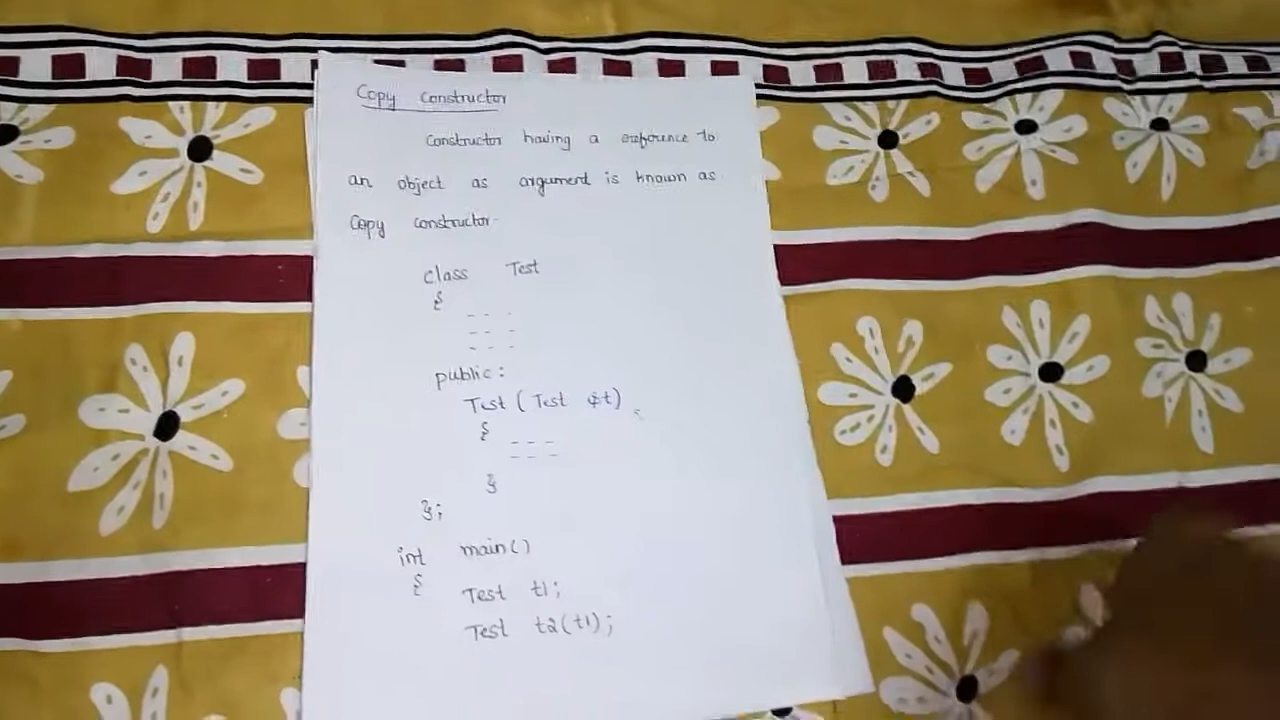 Copy Constructor
Constructor having a reference to
an object as argument is known as
Copy constructor.
class Test
{
- - -
- - -
- - -
public:
Test ( Test &t)
{
- - -
- - -
}
};
int main()
{ Test t1;
Test t2(t1);